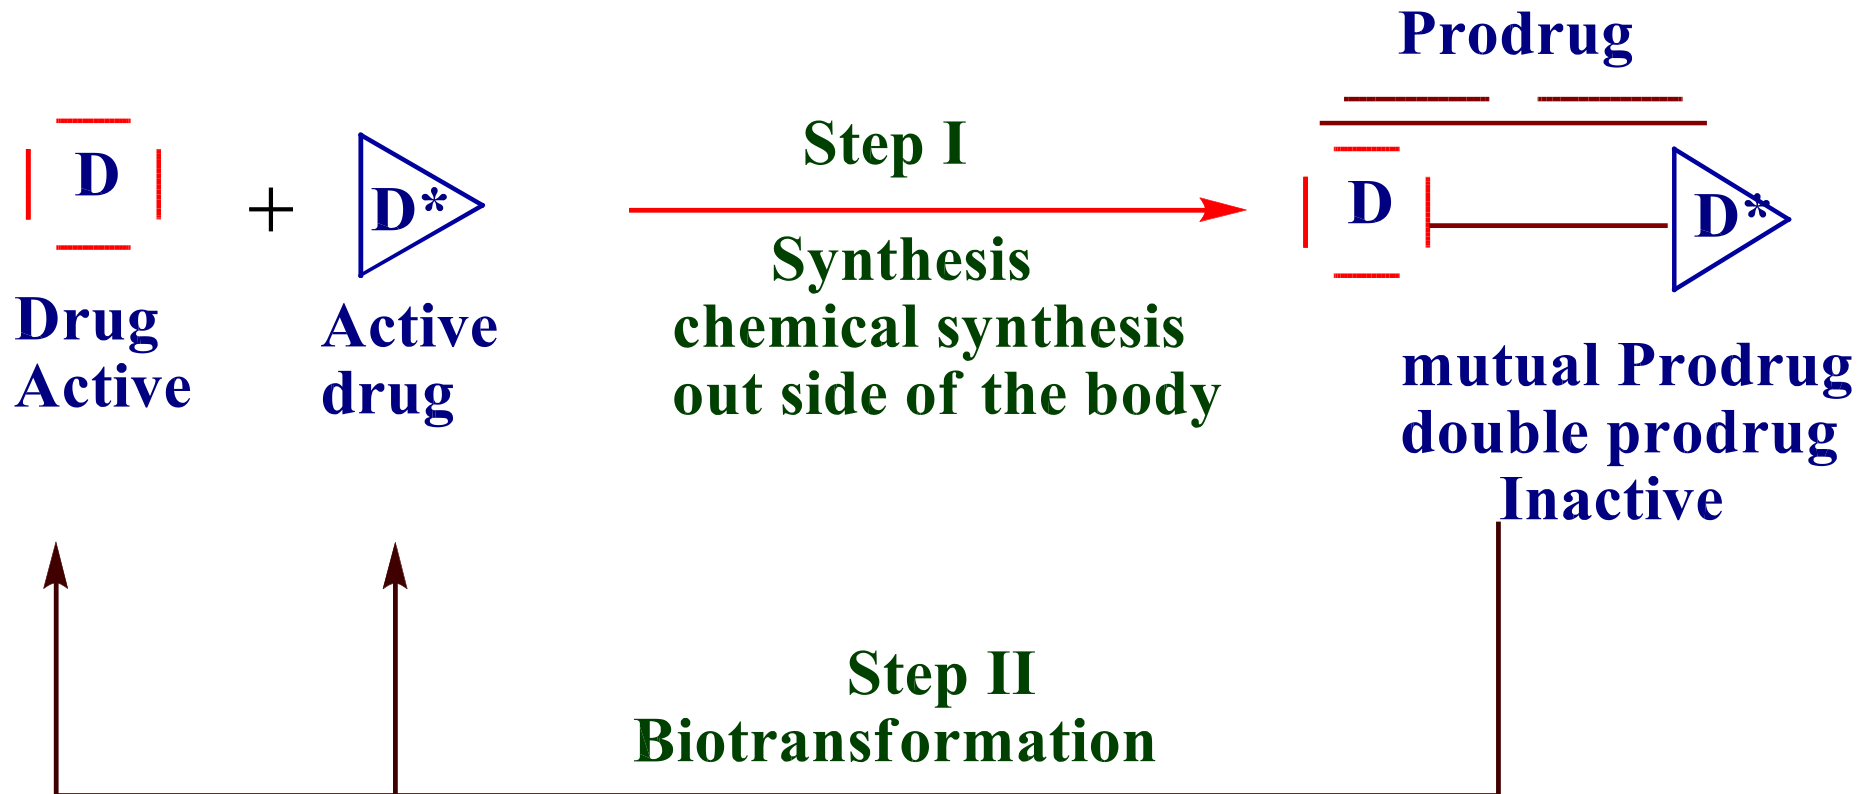 Prodrug
D
+
D*
Step I
D
D*
Synthesis
chemical synthesis
out side of the body
Drug
Active
Active
drug
mutual Prodrug
double prodrug
Inactive
Step II
Biotransformation